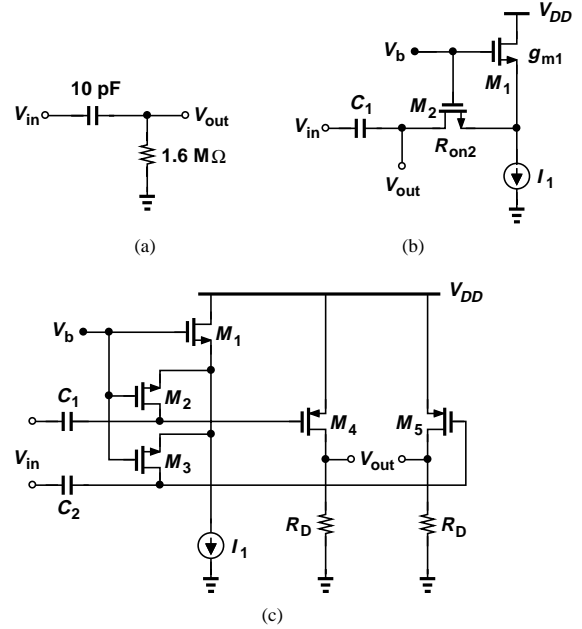 10 pF
V_in
V_out
1.6 MΩ
(a)
V_DD
V_b
g_m1
M_1
C_1
M_2
V_in
R_on2
V_out
I_1
(b)
V_DD
V_b
M_1
C_1
M_2
M_4
M_5
V_in
M_3
V_out
C_2
R_D
R_D
I_1
(c)